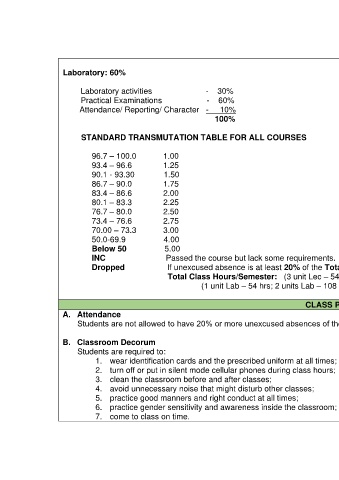 Laboratory: 60%
Laboratory activities - 30%
Practical Examinations - 60%
Attendance/ Reporting/ Character - 10%
100%
STANDARD TRANSMUTATION TABLE FOR ALL COURSES
96.7 – 100.0 1.00
93.4 – 96.6 1.25
90.1 - 93.30 1.50
86.7 – 90.0 1.75
83.4 – 86.6 2.00
80.1 – 83.3 2.25
76.7 – 80.0 2.50
73.4 – 76.6 2.75
70.00 – 73.3 3.00
50.0-69.9 4.00
Below 50 5.00
INC Passed the course but lack some requirements.
Dropped If unexcused absence is at least 20% of the Tota
Total Class Hours/Semester: (3 unit Lec – 54
(1 unit Lab – 54 hrs; 2 units Lab – 108
CLASS P
A. Attendance
Students are not allowed to have 20% or more unexcused absences of th
B. Classroom Decorum
Students are required to:
1. wear identification cards and the prescribed uniform at all times;
2. turn off or put in silent mode cellular phones during class hours;
3. clean the classroom before and after classes;
4. avoid unnecessary noise that might disturb other classes;
5. practice good manners and right conduct at all times;
6. practice gender sensitivity and awareness inside the classroom;
7. come to class on time.